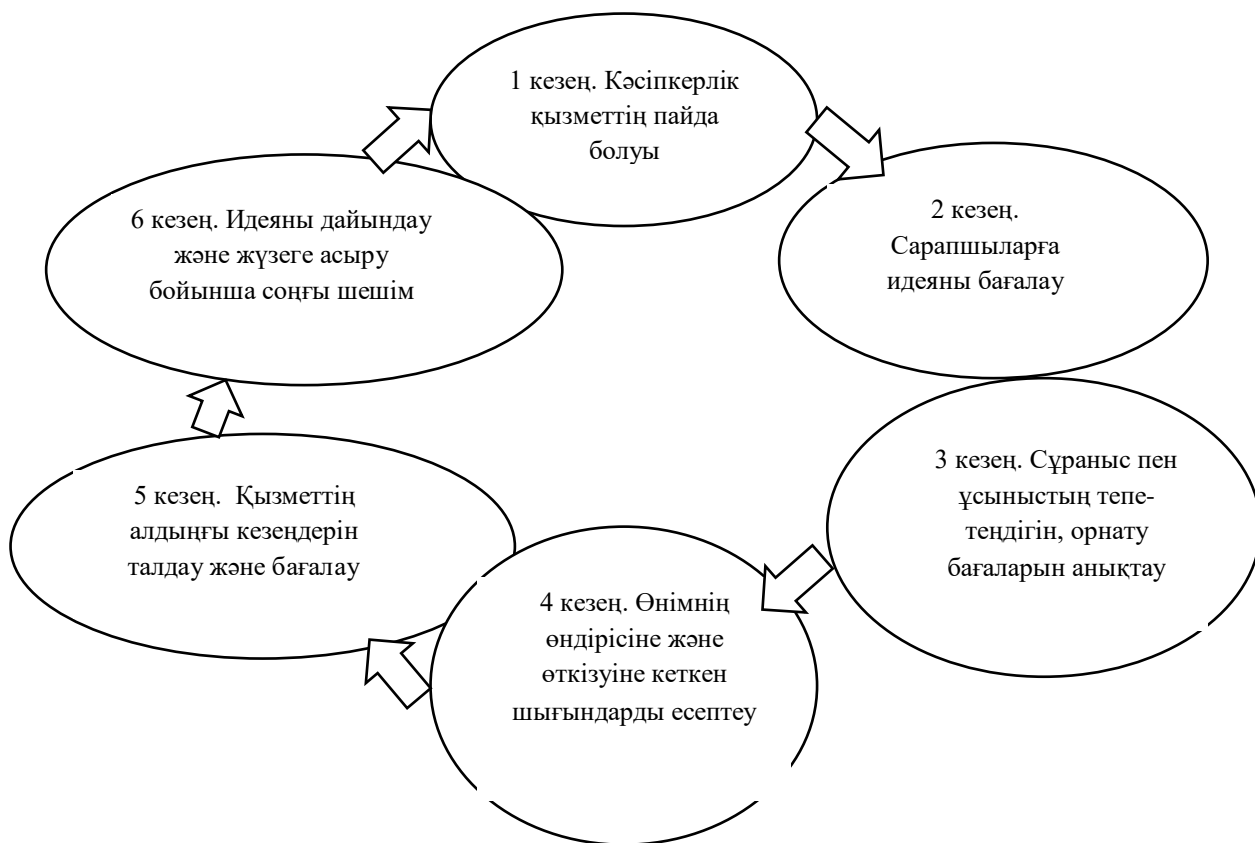 1 кезең. Кәсіпкерлік
қызметтің пайда
болуы
2 кезең.
Сарапшыларға
идеяны бағалау
3 кезең. Сұраныс пен
ұсыныстың тепе-
теңдігін, орнату
бағаларын анықтау
4 кезең. Өнімнің
өндірісіне және
өткізуіне кеткен
шығындарды есептеу
5 кезең.  Қызметтің
алдыңғы кезеңдерін
талдау және бағалау
6 кезең. Идеяны дайындау
және жүзеге асыру
бойынша соңғы шешім